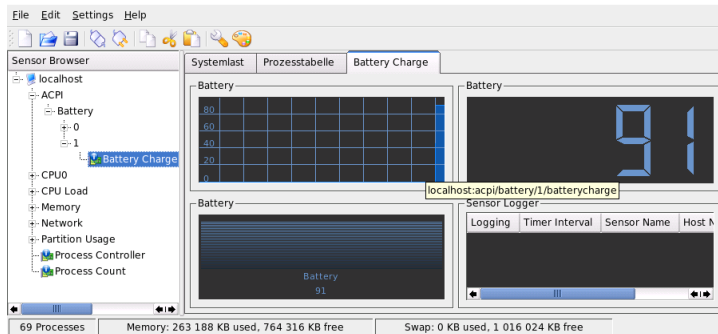 File Edit Settings Help
Sensor Browser
localhost
ACPI
Battery
0
1
Battery Charge
CPU0
CPU Load
Memory
Network
Partition Usage
Process Controller
Process Count
Systemlast Prozesstabelle Battery Charge
Battery
80
60
40
20
0
Battery
91
localhost:acpi/battery/1/batterycharge
Battery
Battery
91
Sensor Logger
Logging Timer Interval Sensor Name Host N
69 Processes Memory: 263 188 KB used, 764 316 KB free Swap: 0 KB used, 1 016 024 KB free